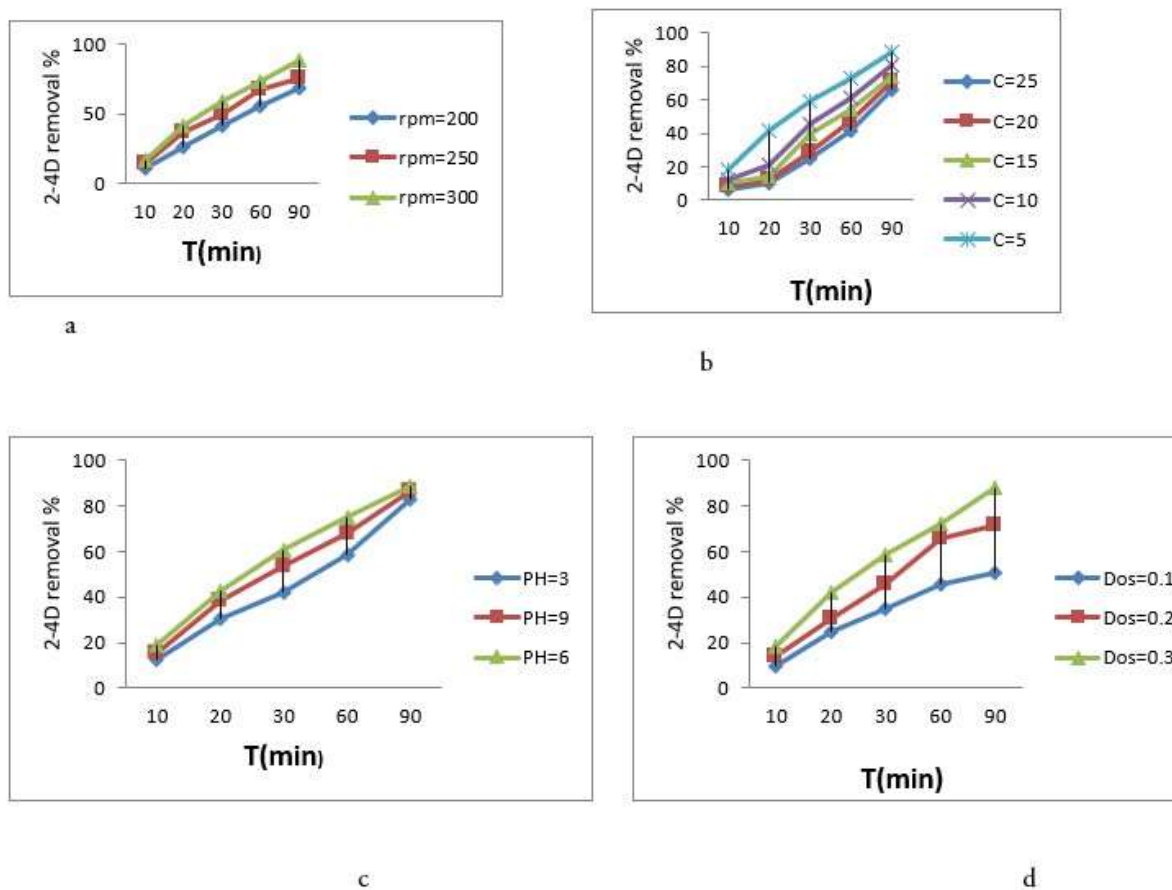 2-4D removal %
100
50
0
10 20 30 60 90
T(min)
rpm=200
rpm=250
rpm=300
a
2-4D removal %
100
80
60
40
20
0
10 20 30 60 90
T(min)
C=25
C=20
C=15
C=10
C=5
b
2-4D removal %
100
80
60
40
20
0
10 20 30 60 90
T(min)
PH=3
PH=9
PH=6
c
2-4D removal %
100
80
60
40
20
0
10 20 30 60 90
T(min)
Dos=0.1
Dos=0.2
Dos=0.3
d